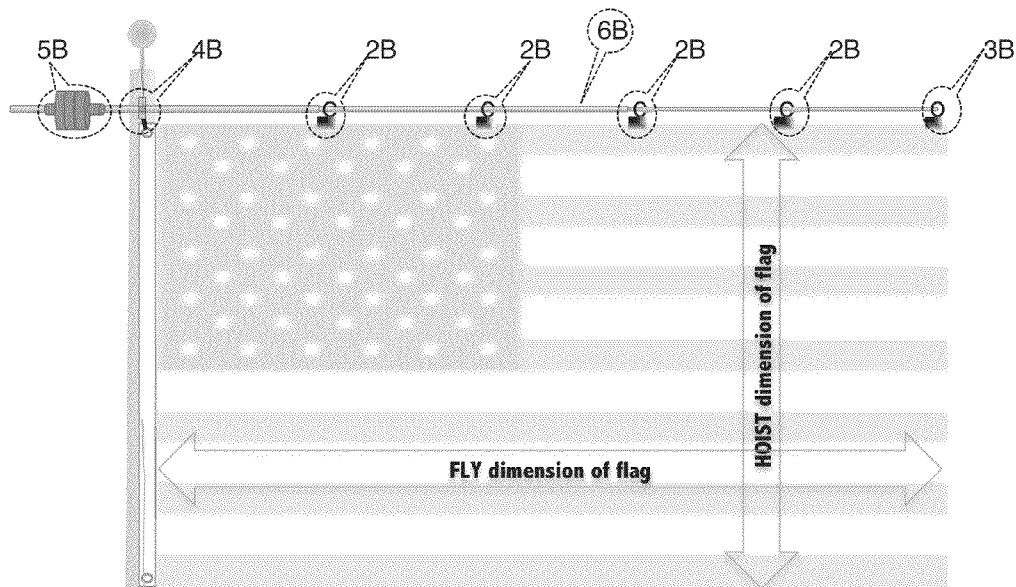 5B
4B
2B
2B
6B
2B
2B
3B
HOIST dimension of flag
FLY dimension of flag